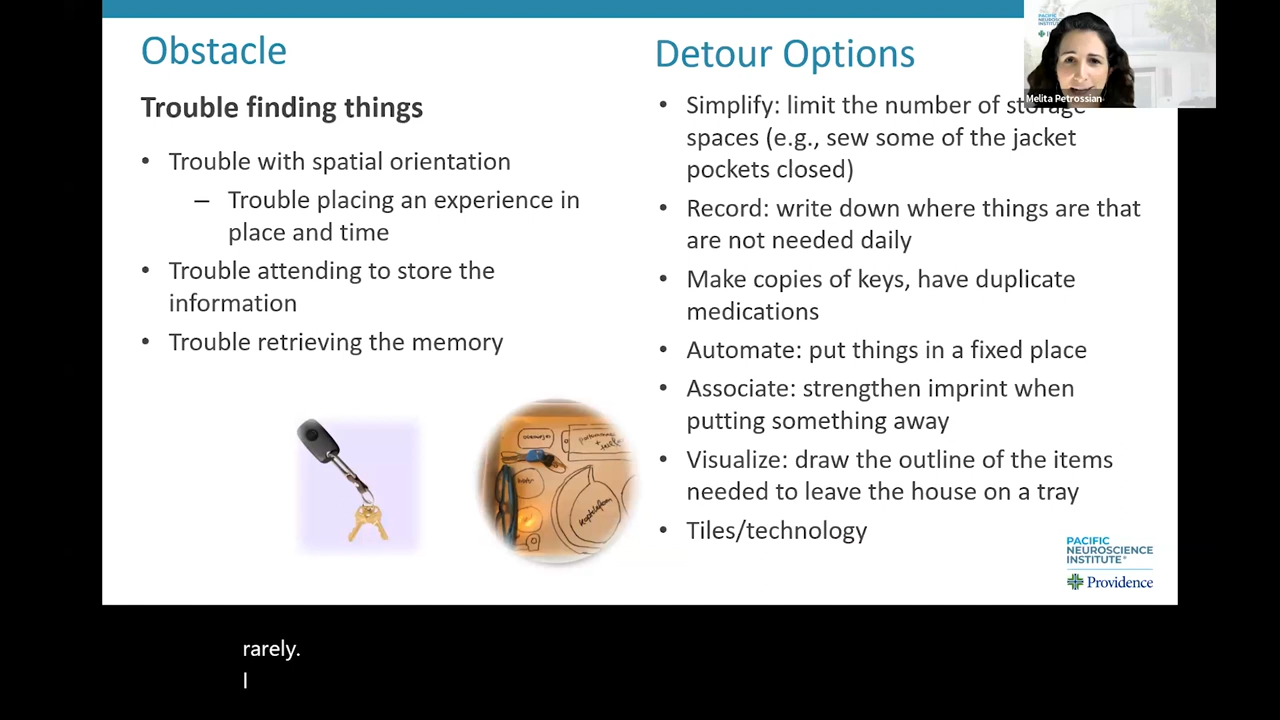 Obstacle
Trouble finding things
• Trouble with spatial orientation
– Trouble placing an experience in
place and time
• Trouble attending to store the
information
• Trouble retrieving the memory
Detour Options
• Simplify: limit the number of storage
spaces (e.g., sew some of the jacket
pockets closed)
• Record: write down where things are that
are not needed daily
• Make copies of keys, have duplicate
medications
• Automate: put things in a fixed place
• Associate: strengthen imprint when
putting something away
• Visualize: draw the outline of the items
needed to leave the house on a tray
• Tiles/technology
Melita Petrossian
PACIFIC
NEUROSCIENCE
INSTITUTE
Providence
rarely.
I